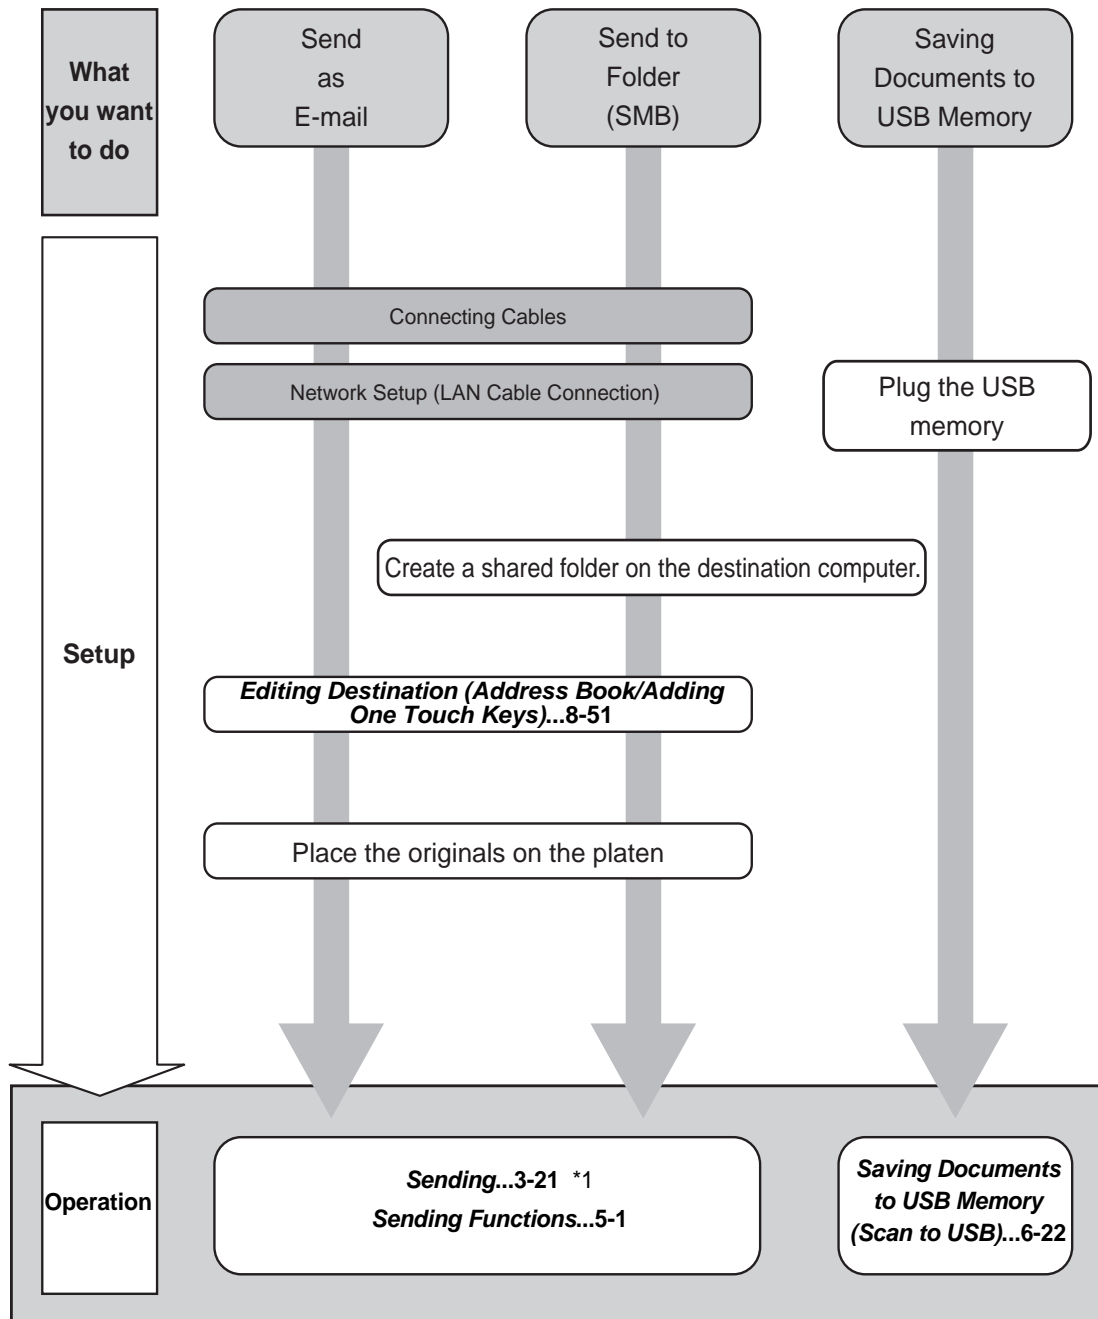 What
you want
to do
Send
as
E-mail
Send to
Folder
(SMB)
Saving
Documents to
USB Memory
Connecting Cables
Network Setup (LAN Cable Connection)
Plug the USB
memory
Create a shared folder on the destination computer.
Setup
Editing Destination (Address Book/Adding
One Touch Keys)...8-51
Place the originals on the platen
Operation
Sending...3-21 *1
Sending Functions...5-1
Saving Documents
to USB Memory
(Scan to USB)...6-22